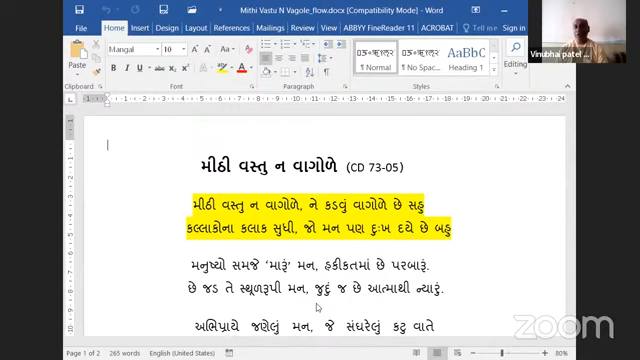 Mithi Vastu N Vagole_flow.docx [Compatibility Mode] - Word
File Home Insert Design Layout References Mailings Review View ABBYY FineReader 11 ACROBAT Tell me Sign in Share
Vinubhai patel
Mangal 10
Paste
Clipboard Font Paragraph Styles
Normal No Spac... Heading 1
Editing
મીઠી વસ્તુ ન વાગોળે (CD 73-05)
મીઠી વસ્તુ ન વાગોળે, ને કડવું વાગોળે છે સહુ
કલ્લાકોના કલાક સુધી, જો મન પણ દુઃખ દયે છે બહુ
મનુષ્યો સમજે ‘મારૂં’ મન, હકીકતમાં છે પરબારૂં.
છે જડ તે સ્થૂળરૂપી મન, જુદું જ છે આત્માથી ન્યારૂં.
અભિપ્રાયે જણેલું મન, જે સંઘરેલું કટુ વાતે
Page 1 of 2 265 words English (United States) 80%
zoom